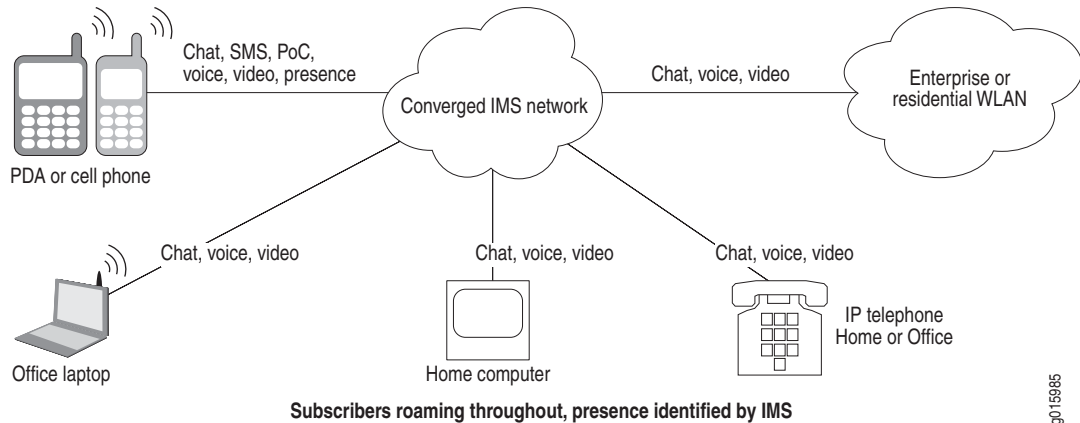 Chat, SMS, PoC,
voice, video, presence
Converged IMS network
Chat, voice, video
Enterprise or
residential WLAN
PDA or cell phone
Chat, voice, video
Chat, voice, video
Chat, voice, video
IP telephone
Home or Office
Office laptop
Home computer
Subscribers roaming throughout, presence identified by IMS
g015985